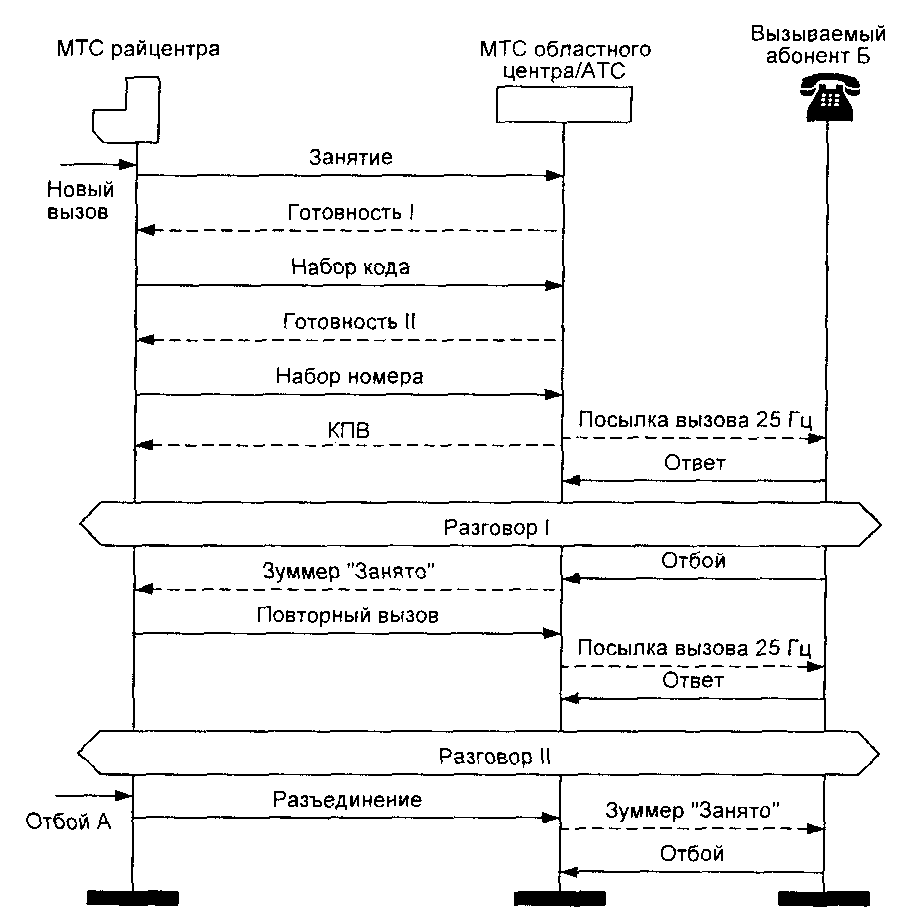 МТС райцентра
МТС областного
центра/АТС
Вызываемый
абонент Б
Занятие
Новый
вызов
Готовность I
Набор кода
Готовность II
Набор номера
КПВ
Посылка вызова 25 Гц
Ответ
Разговор I
Отбой
Зуммер "Занято"
Повторный вызов
Посылка вызова 25 Гц
Ответ
Разговор II
Отбой А
Разъединение
Зуммер "Занято"
Отбой